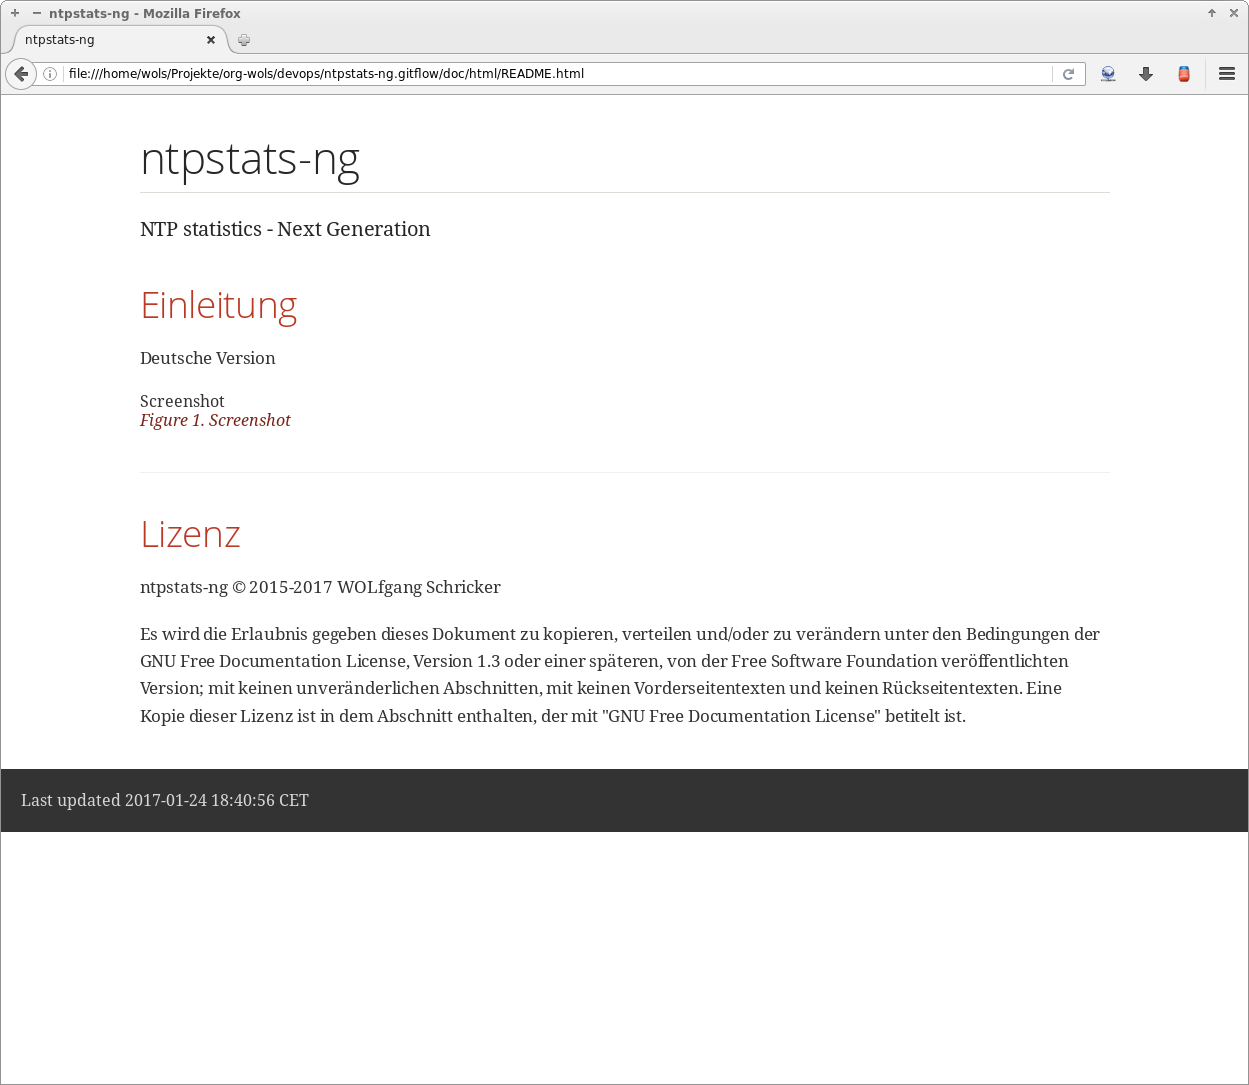 ntpstats-ng - Mozilla Firefox
ntpstats-ng
file:///home/wols/Projekte/org-wols/devops/ntpstats-ng.gitflow/doc/html/README.html
ntpstats-ng
NTP statistics - Next Generation
Einleitung
Deutsche Version
Screenshot
Figure 1. Screenshot
Lizenz
ntpstats-ng © 2015-2017 WOLfgang Schricker
Es wird die Erlaubnis gegeben dieses Dokument zu kopieren, verteilen und/oder zu verändern unter den Bedingungen der
GNU Free Documentation License, Version 1.3 oder einer späteren, von der Free Software Foundation veröffentlichten
Version; mit keinen unveränderlichen Abschnitten, mit keinen Vorderseitentexten und keinen Rückseitentexten. Eine
Kopie dieser Lizenz ist in dem Abschnitt enthalten, der mit "GNU Free Documentation License" betitelt ist.
Last updated 2017-01-24 18:40:56 CET